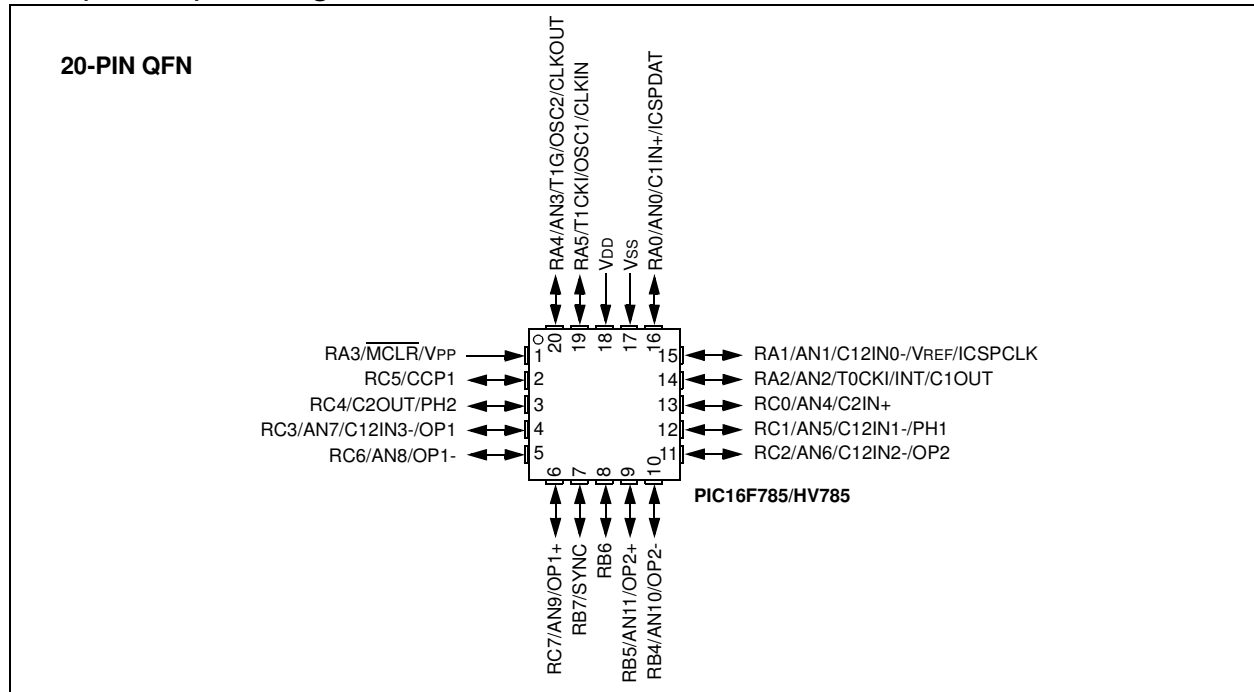 20-PIN QFN
RA4/AN3/T1G/OSC2/CLKOUT
RA5/T1CKI/OSC1/CLKIN
VDD
VSS
RA0/AN0/C1IN+/ICSPDAT
20
19
18
17
16
RA3/MCLR/VPP
1
RC5/CCP1
2
RC4/C2OUT/PH2
3
RC3/AN7/C12IN3-/OP1
4
RC6/AN8/OP1-
5
15
RA1/AN1/C12IN0-/VREF/ICSPCLK
14
RA2/AN2/T0CKI/INT/C1OUT
13
RC0/AN4/C2IN+
12
RC1/AN5/C12IN1-/PH1
11
RC2/AN6/C12IN2-/OP2
6
7
8
9
10
PIC16F785/HV785
RC7/AN9/OP1+
RB7/SYNC
RB6
RB5/AN11/OP2+
RB4/AN10/OP2-